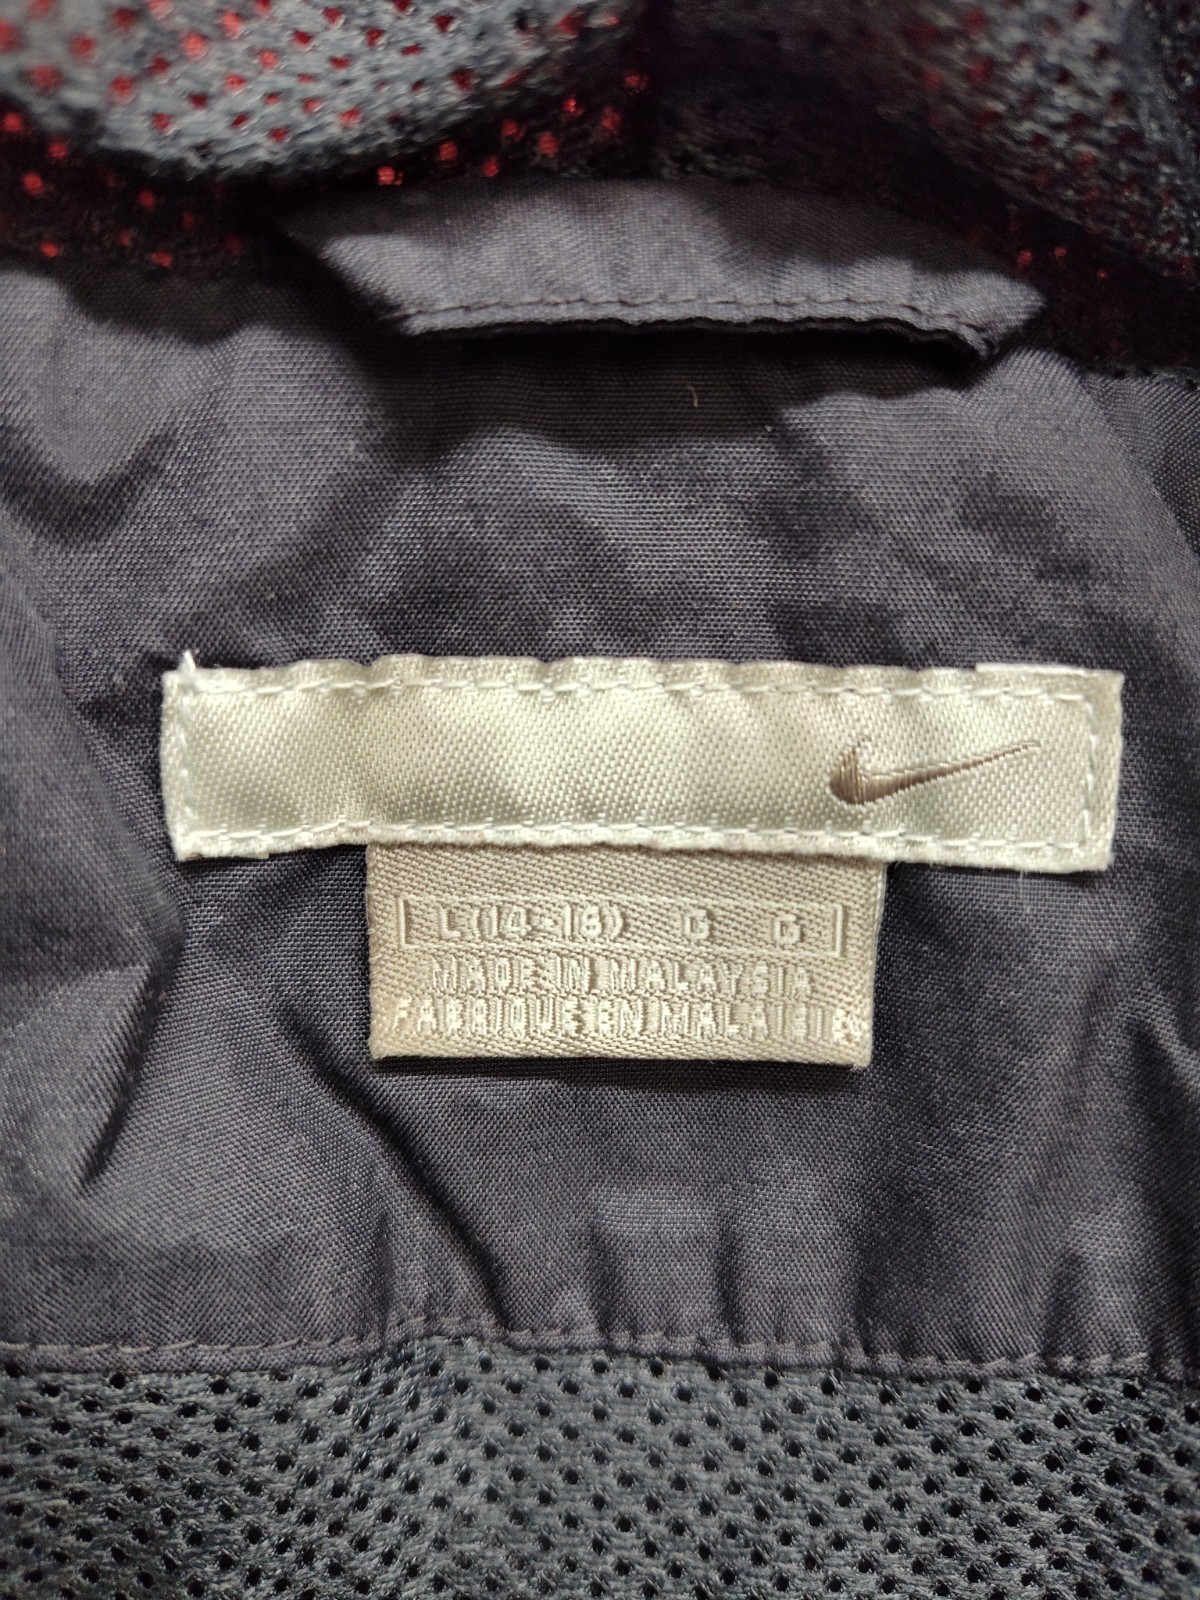 L(14-16) G G
MADE IN MALAYSIA
FABRIQUE EN MALAISIE